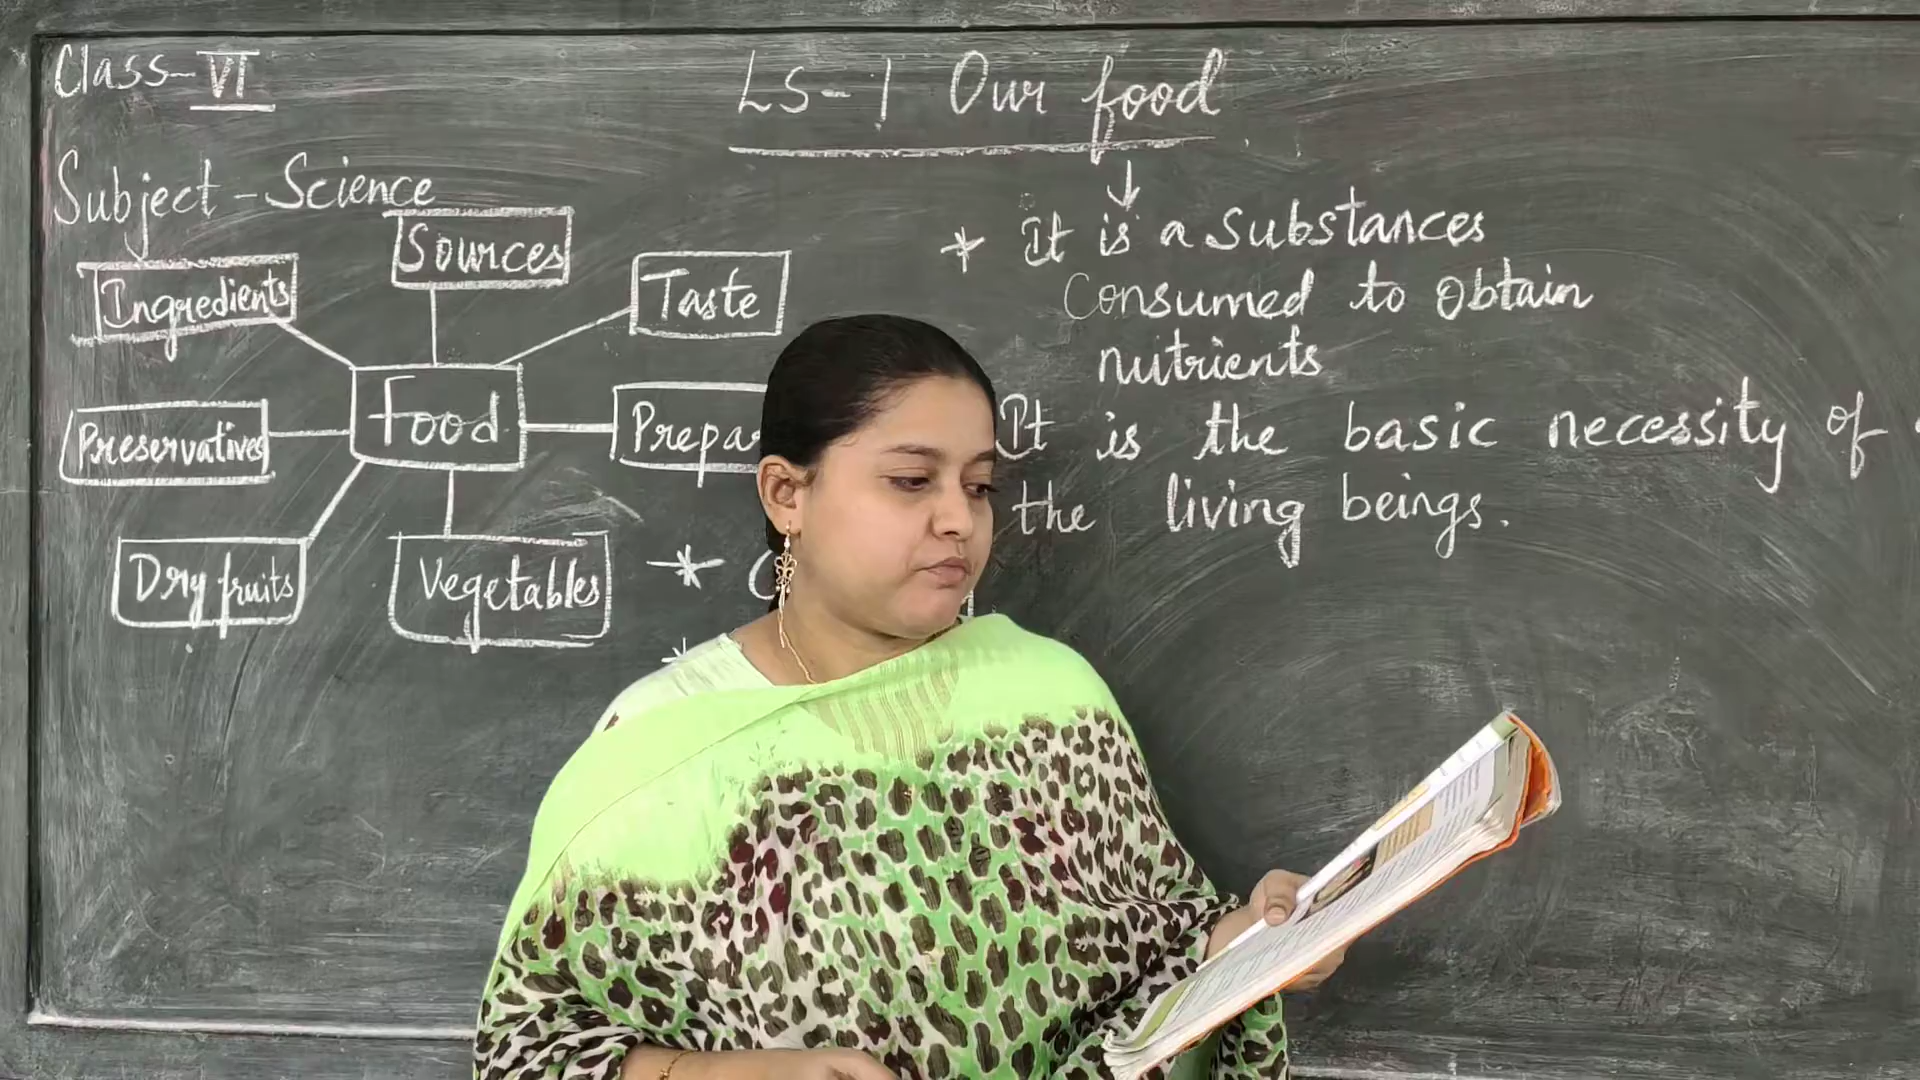 Class-VI
LS-1 Our food
Subject-Science
Sources
Ingredients
Taste
Food
Preservatives
Dry fruits
Vegetables
* It is a substances
Consumed to obtain
nutrients
It is the basic necessity of
the living beings.
*
*